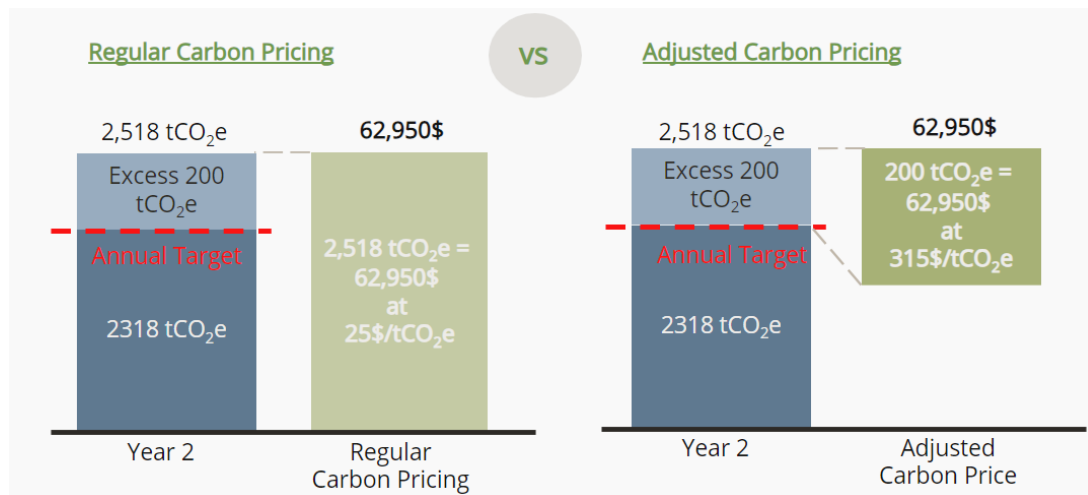 Regular Carbon Pricing
VS
Adjusted Carbon Pricing
2,518 tCO₂e
62,950$
Excess 200
tCO₂e
Annual Target
2318 tCO₂e
2,518 tCO₂e =
62,950$
at
25$/tCO₂e
Year 2
Regular
Carbon Pricing
2,518 tCO₂e
62,950$
Excess 200
tCO₂e
Annual Target
2318 tCO₂e
200 tCO₂e =
62,950$
at
315$/tCO₂e
Year 2
Adjusted
Carbon Price